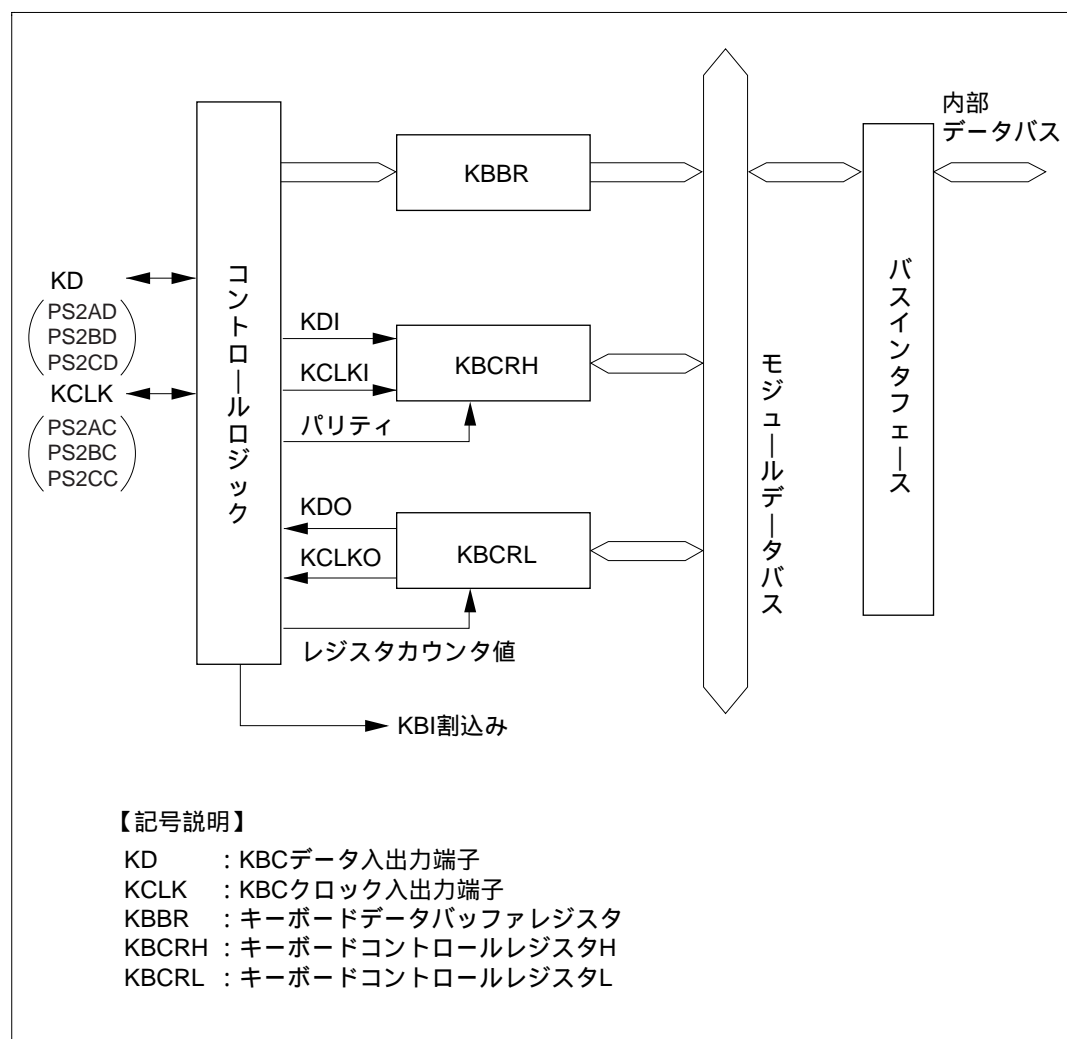 内部
データバス
KBBR
コントロールロジック
KD
PS2AD
PS2BD
PS2CD
KCLK
PS2AC
PS2BC
PS2CC
KDI
KCLKI
パリティ
KBCRH
KDO
KCLKO
KBCRL
レジスタカウンタ値
モジュールデータバス
バスインタフェース
KBI割込み
【記号説明】
KD : KBCデータ入出力端子
KCLK : KBCクロック入出力端子
KBBR : キーボードデータバッファレジスタ
KBCRH : キーボードコントロールレジスタH
KBCRL : キーボードコントロールレジスタL